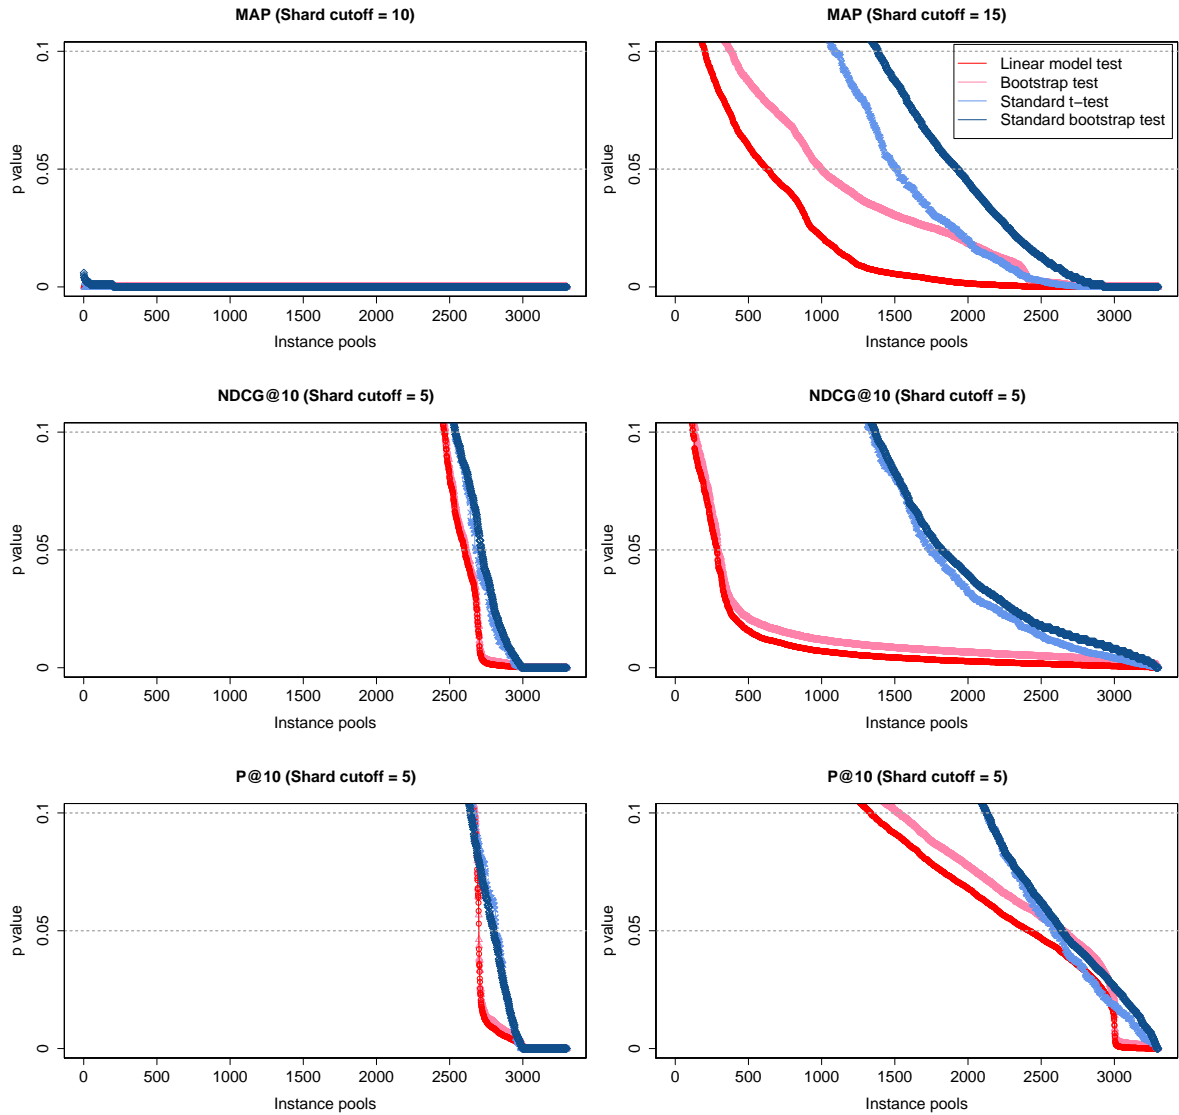 MAP (Shard cutoff = 10)
p value
0.1
0.05
0
0 500 1000 1500 2000 2500 3000
Instance pools
MAP (Shard cutoff = 15)
p value
0.1
0.05
0
Linear model test
Bootstrap test
Standard t−test
Standard bootstrap test
0 500 1000 1500 2000 2500 3000
Instance pools
NDCG@10 (Shard cutoff = 5)
p value
0.1
0.05
0
0 500 1000 1500 2000 2500 3000
Instance pools
NDCG@10 (Shard cutoff = 5)
p value
0.1
0.05
0
0 500 1000 1500 2000 2500 3000
Instance pools
P@10 (Shard cutoff = 5)
p value
0.1
0.05
0
0 500 1000 1500 2000 2500 3000
Instance pools
P@10 (Shard cutoff = 5)
p value
0.1
0.05
0
0 500 1000 1500 2000 2500 3000
Instance pools